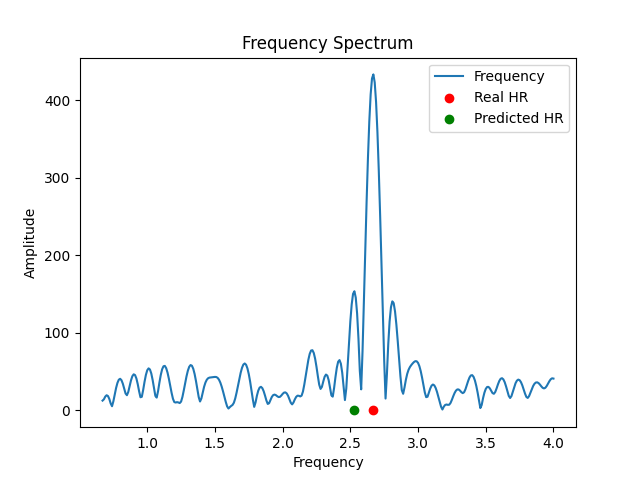 Frequency Spectrum
Frequency
Real HR
Predicted HR
Amplitude
400
300
200
100
0
1.0 1.5 2.0 2.5 3.0 3.5 4.0
Frequency